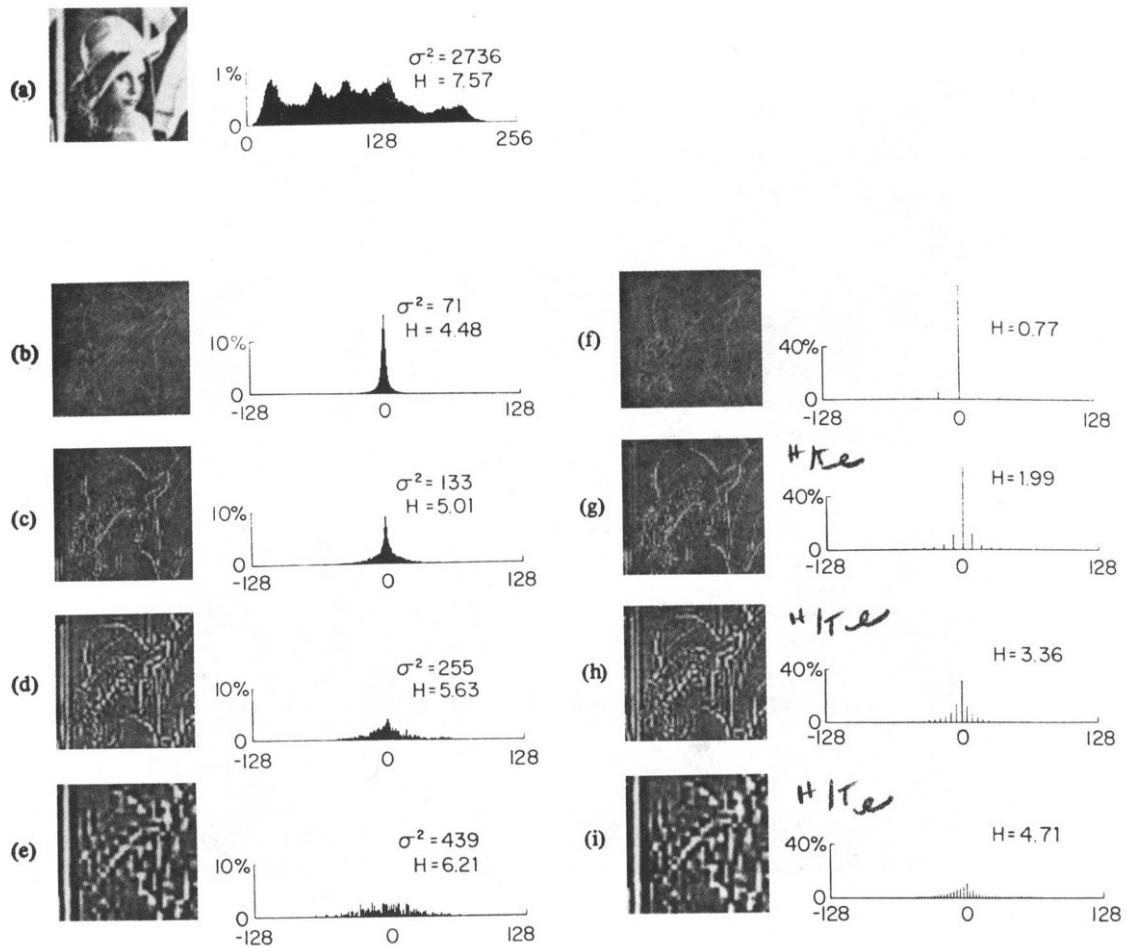 (a)
σ² = 2736
H = 7.57
1%
0
0 128 256
(b)
σ² = 71
H = 4.48
10%
0
-128 0 128
(f)
H = 0.77
40%
0
-128 0 128
(c)
σ² = 133
H = 5.01
10%
0
-128 0 128
(g)
H = 1.99
40%
0
-128 0 128
(d)
σ² = 255
H = 5.63
10%
0
-128 0 128
(h)
H = 3.36
40%
0
-128 0 128
(e)
σ² = 439
H = 6.21
10%
0
-128 0 128
(i)
H = 4.71
40%
0
-128 0 128